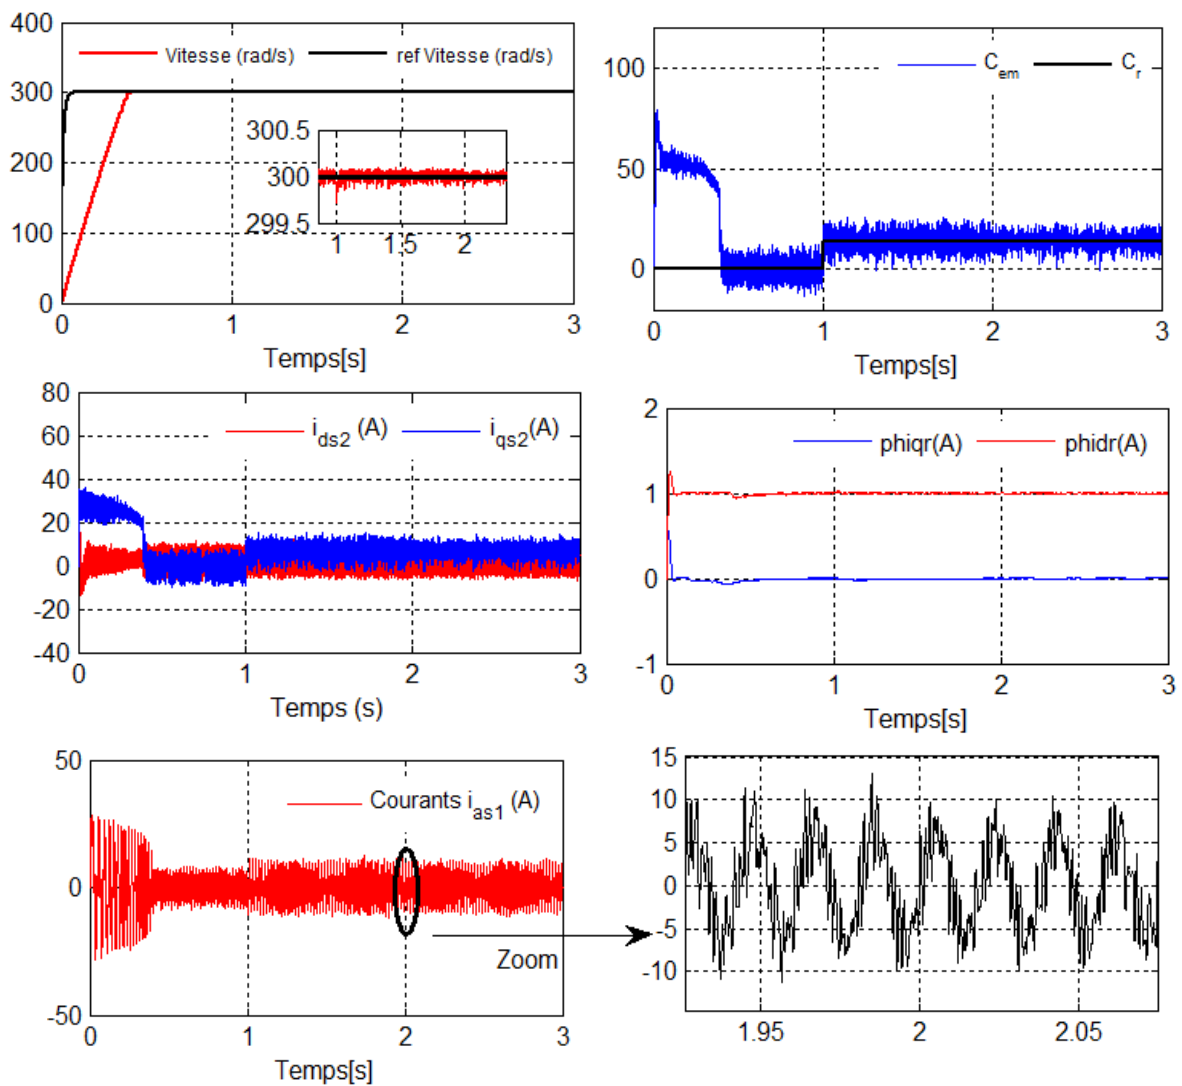 400
300
200
100
0
Vitesse (rad/s) ref Vitesse (rad/s)
300.5
300
299.5
1 1.5 2
0 1 2 3
Temps[s]
100
50
0
C_em C_r
0 1 2 3
Temps[s]
80
60
40
20
0
-20
-40
i_ds2 (A) i_qs2(A)
0 1 2 3
Temps (s)
2
1
0
-1
phiqr(A) phidr(A)
0 1 2 3
Temps[s]
50
0
-50
Courants i_as1 (A)
0 1 2 3
Temps[s]
Zoom
15
10
5
0
-5
-10
1.95 2 2.05